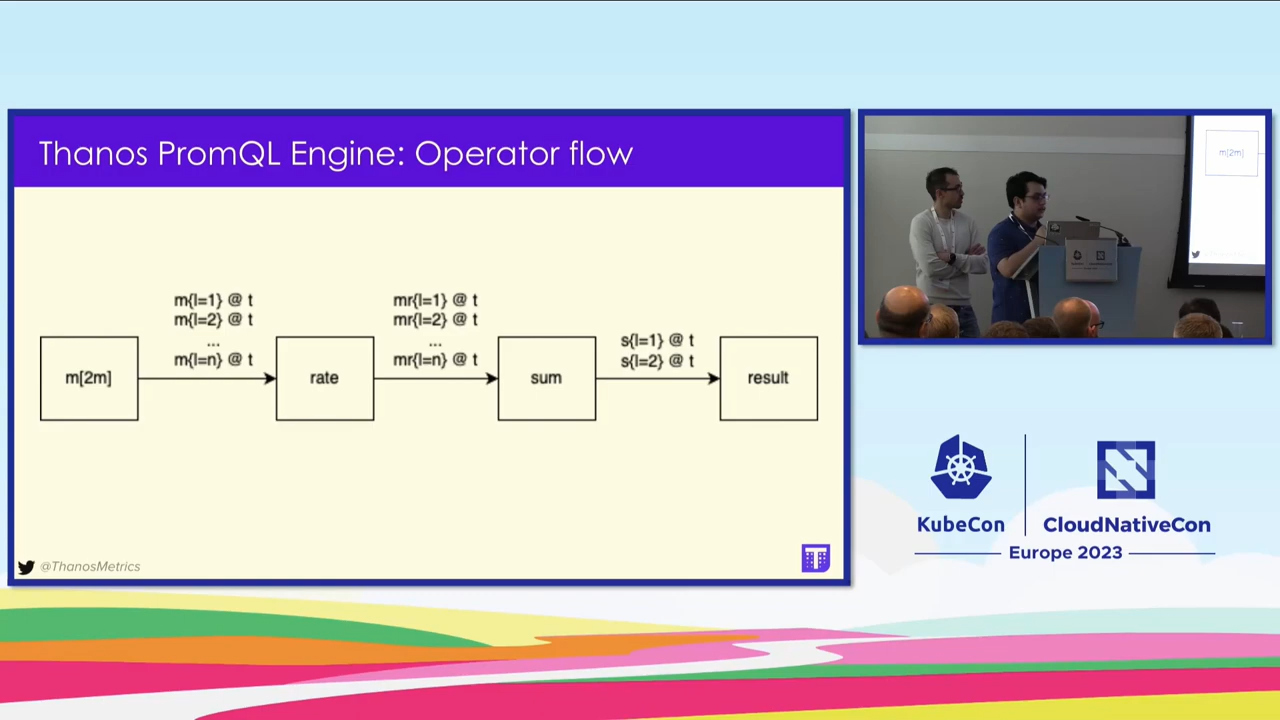 Thanos PromQL Engine: Operator flow
m{l=1} @ t
m{l=2} @ t
...
m{l=n} @ t
mr{l=1} @ t
mr{l=2} @ t
...
mr{l=n} @ t
s{l=1} @ t
s{l=2} @ t
m[2m]
rate
sum
result
@ThanosMetrics
m[2m]
KubeCon
CloudNativeCon
Europe 2023